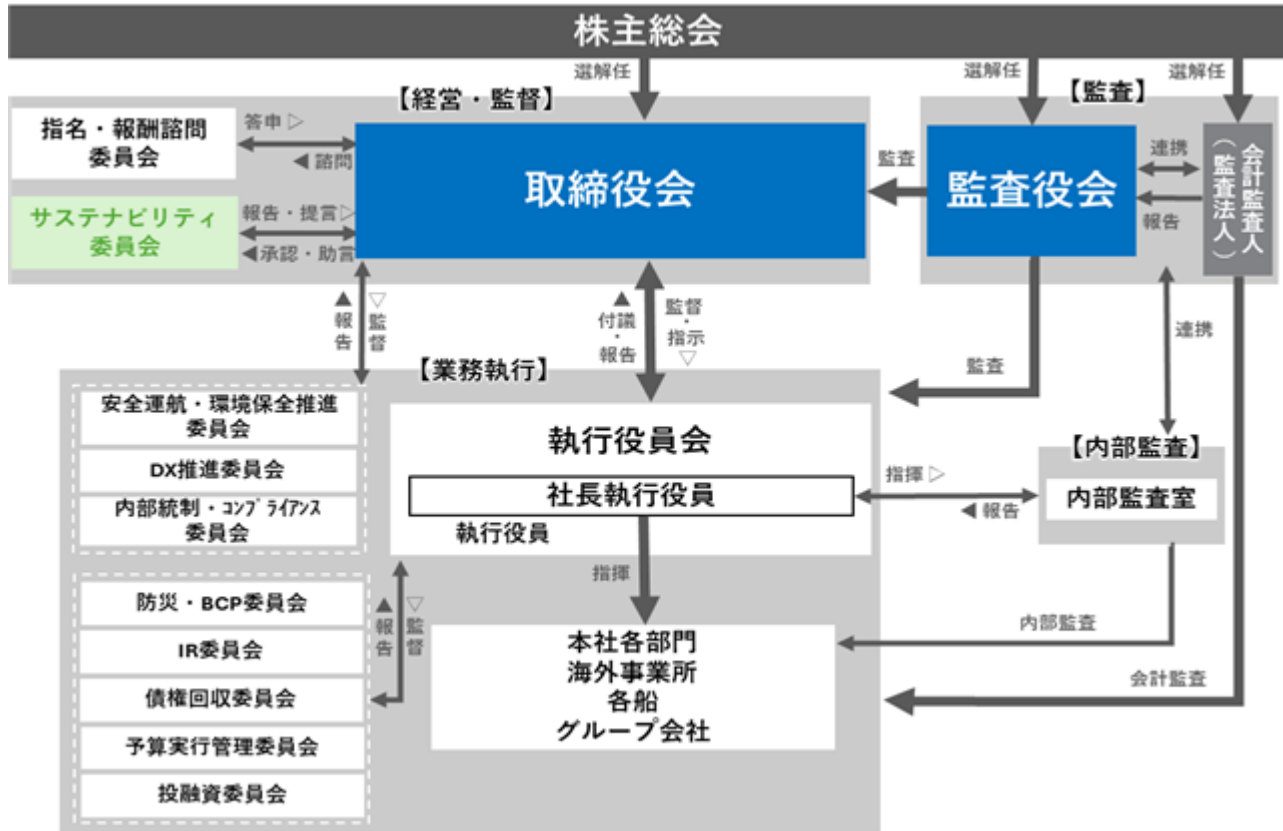 株主総会
選解任
選解任
選解任
【経営・監督】
【監査】
指名・報酬諮問
委員会
答申 ▷
◀ 諮問
取締役会
監査
監査役会
連携
報告
会計監査人
（監査法人）
サステナビリティ
委員会
報告・提言▷
◀承認・助言
▲報告
▽監督
▲付議・報告
監督・指示▽
連携
監査
【業務執行】
安全運航・環境保全推進
委員会
DX推進委員会
内部統制・ｺﾝﾌﾟﾗｲｱﾝｽ
委員会
執行役員会
社長執行役員
執行役員
指揮 ▷
◀ 報告
【内部監査】
内部監査室
指揮
防災・BCP委員会
IR委員会
債権回収委員会
予算実行管理委員会
投融資委員会
▲報告
▽監督
本社各部門
海外事業所
各船
グループ会社
内部監査
会計監査